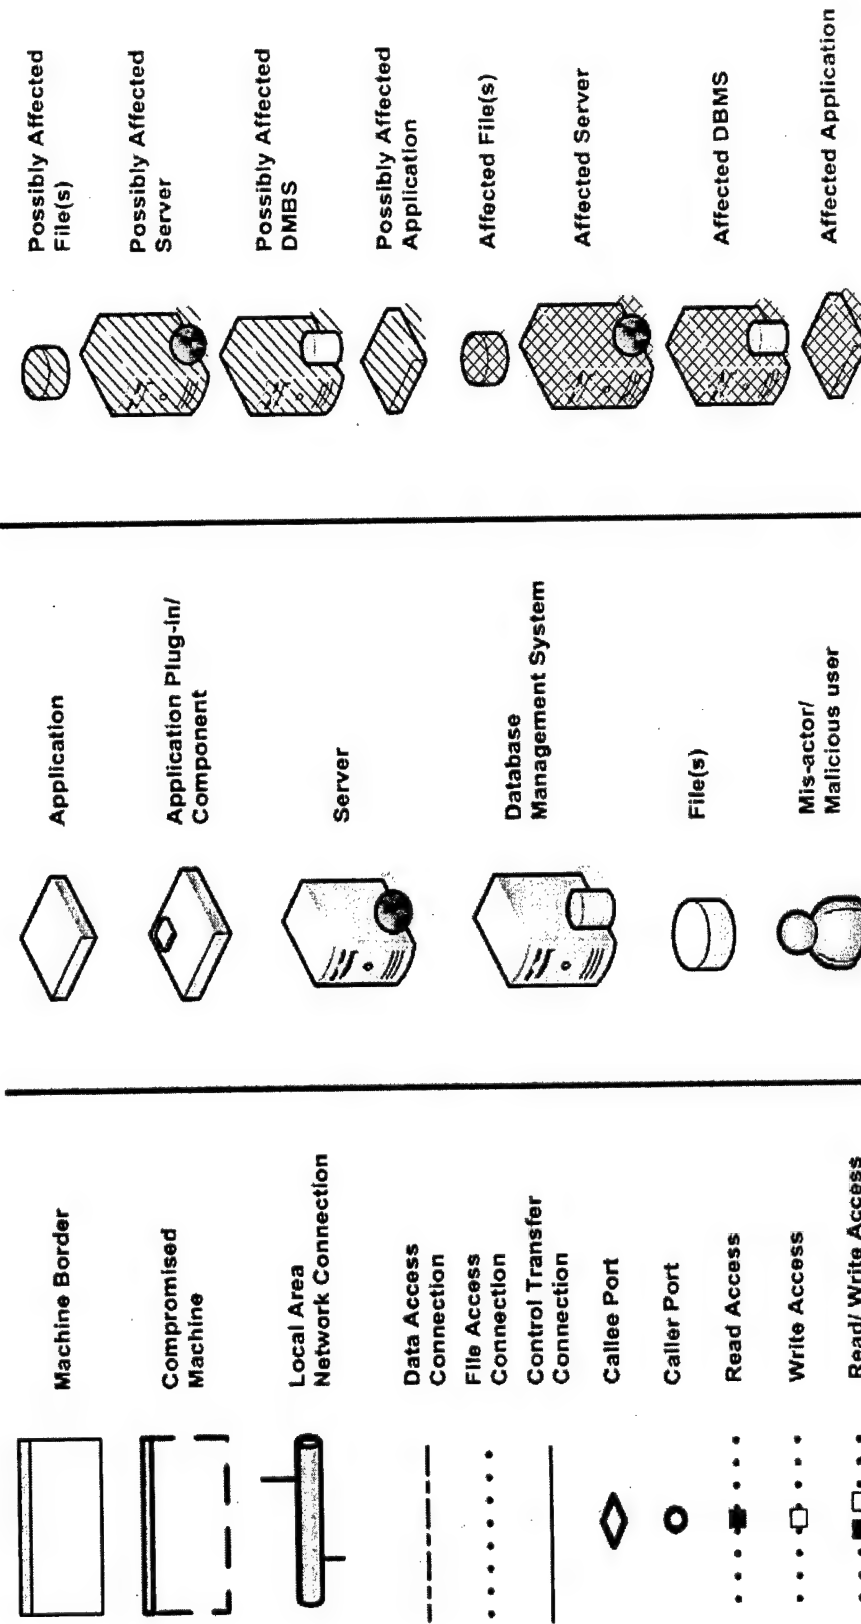 Machine Border
Compromised
Machine
Local Area
Network Connection
Data Access
Connection
File Access
Connection
Control Transfer
Connection
Callee Port
Caller Port
Read Access
Write Access
Read/ Write Access
Application
Application Plug-In/
Component
Server
Database
Management System
File(s)
Mis-actor/
Malicious user
Possibly Affected
File(s)
Possibly Affected
Server
Possibly Affected
DMBS
Possibly Affected
Application
Affected File(s)
Affected Server
Affected DBMS
Affected Application